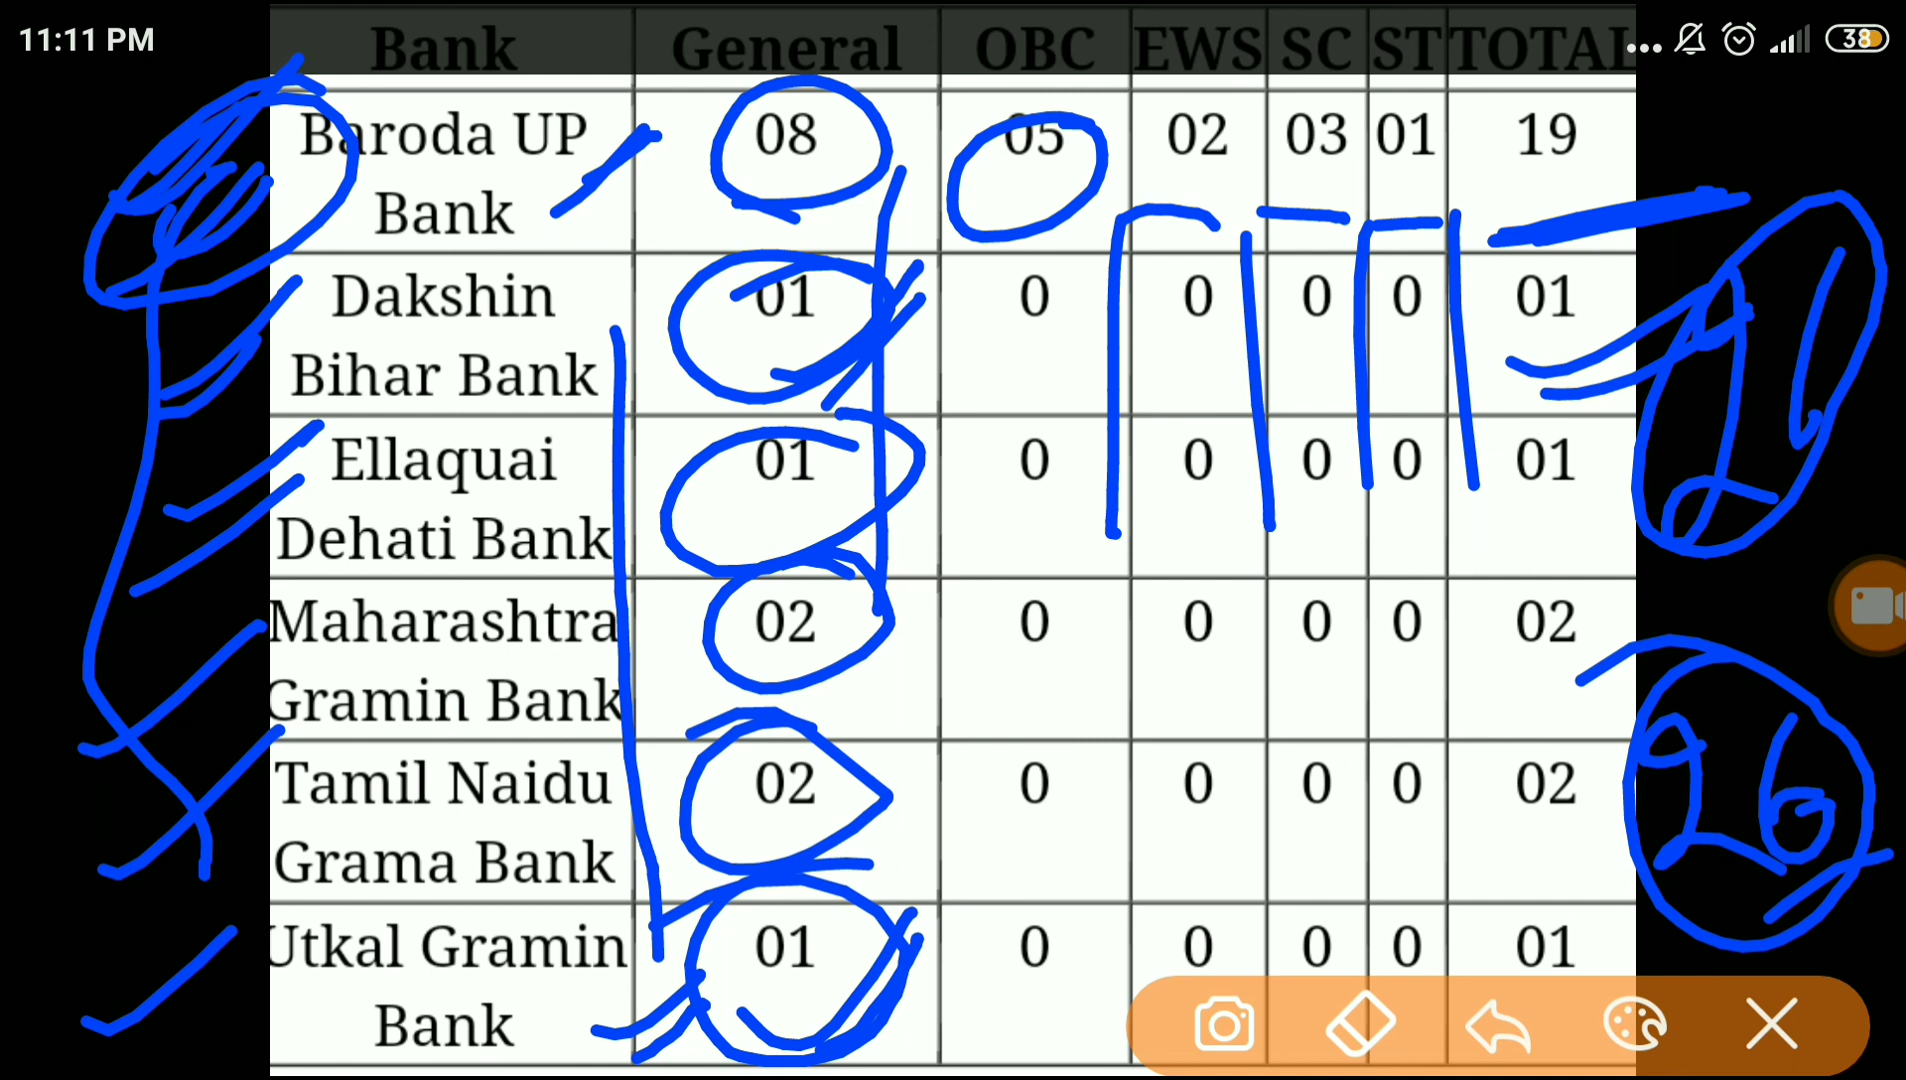 11:11 PM
38
Bank General OBC EWS SC ST TOTAL
Baroda UP Bank 08 05 02 03 01 19
Dakshin Bihar Bank 01 0 0 0 0 01
Ellaquai Dehati Bank 01 0 0 0 0 01
Maharashtra Gramin Bank 02 0 0 0 0 02
Tamil Naidu Grama Bank 02 0 0 0 0 02
Utkal Gramin Bank 01 0 0 0 0 01
26